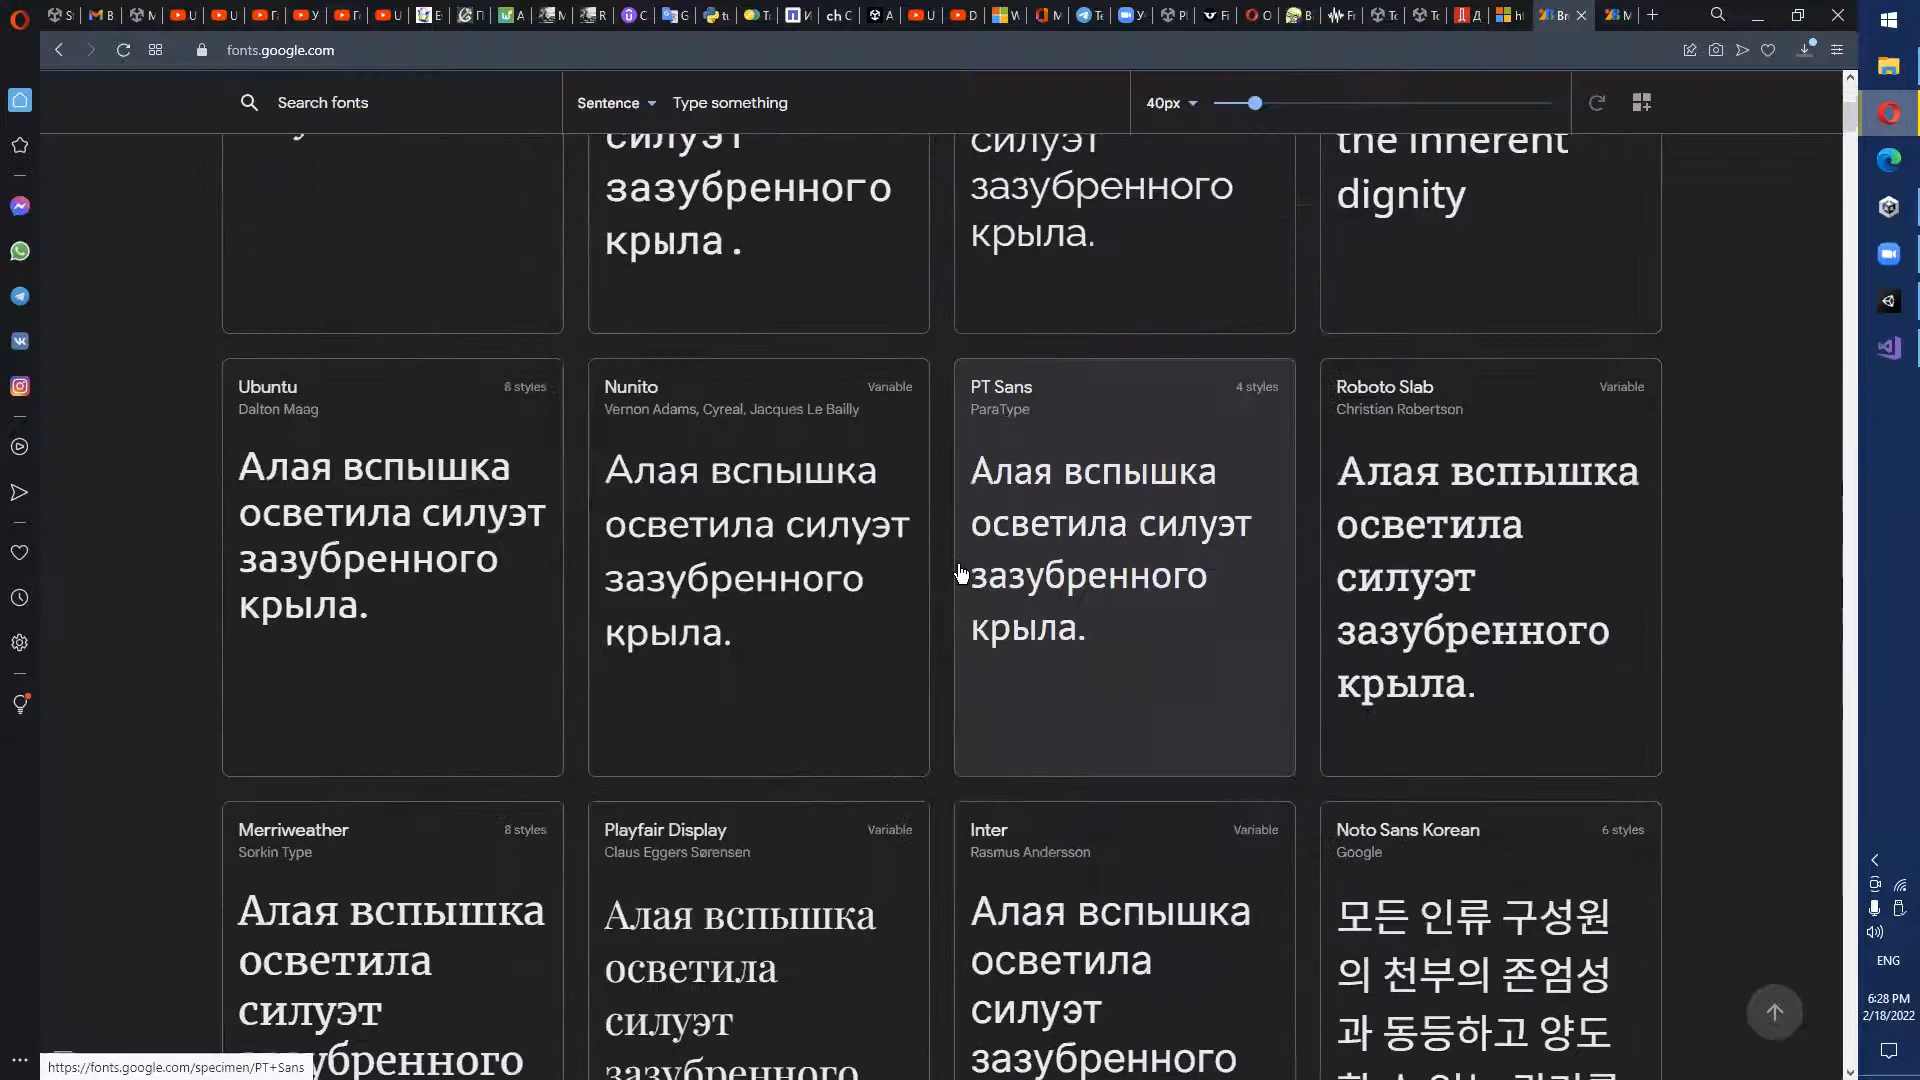 fonts.google.com
Search fonts
Sentence
Type something
40px
силуэт
зазубренного
крыла.
силуэт
зазубренного
крыла.
the inherent
dignity
Ubuntu
8 styles
Dalton Maag
Алая вспышка
осветила силуэт
зазубренного
крыла.
Nunito
Variable
Vernon Adams, Cyreal, Jacques Le Bailly
Алая вспышка
осветила силуэт
зазубренного
крыла.
PT Sans
4 styles
ParaType
Алая вспышка
осветила силуэт
зазубренного
крыла.
Roboto Slab
Variable
Christian Robertson
Алая вспышка
осветила
силуэт
зазубренного
крыла.
Merriweather
8 styles
Sorkin Type
Алая вспышка
осветила
силуэт
зазубренного
Playfair Display
Variable
Claus Eggers Sørensen
Алая вспышка
осветила
силуэт
зазубренного
Inter
Variable
Rasmus Andersson
Алая вспышка
осветила
силуэт
зазубренного
Noto Sans Korean
6 styles
Google
모든 인류 구성원
의 천부의 존엄성
과 동등하고 양도
https://fonts.google.com/specimen/PT+Sans
ENG
6:28 PM
2/18/2022